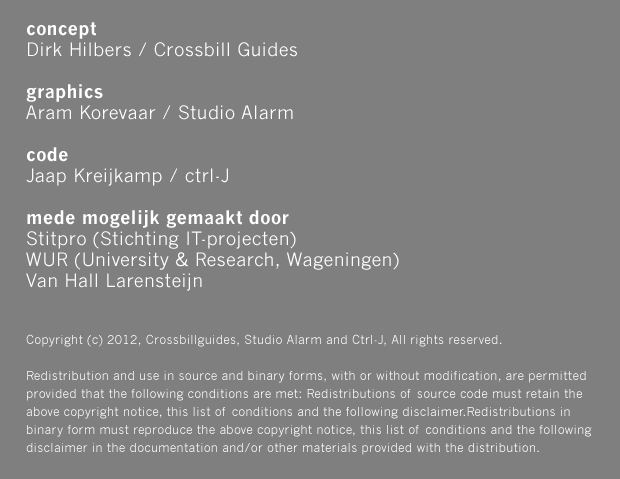 concept
Dirk Hilbers / Crossbill Guides
graphics
Aram Korevaar / Studio Alarm
code
Jaap Kreijkamp / ctrl-J
mede mogelijk gemaakt door
Stitpro (Stichting IT-projecten)
WUR (University & Research, Wageningen)
Van Hall Larensteijn
Copyright (c) 2012, Crossbillguides, Studio Alarm and Ctrl-J, All rights reserved.
Redistribution and use in source and binary forms, with or without modification, are permitted
provided that the following conditions are met: Redistributions of source code must retain the
above copyright notice, this list of conditions and the following disclaimer.Redistributions in
binary form must reproduce the above copyright notice, this list of conditions and the following
disclaimer in the documentation and/or other materials provided with the distribution.